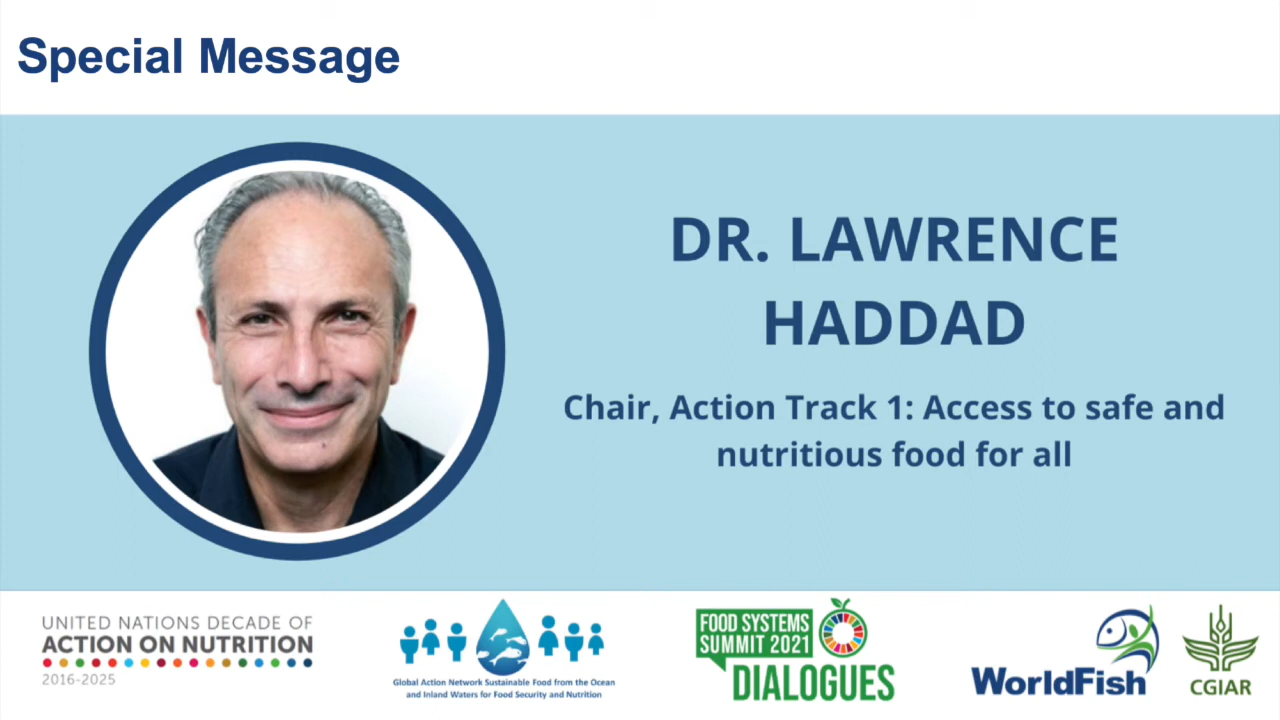 Special Message
DR. LAWRENCE
HADDAD
Chair, Action Track 1: Access to safe and
nutritious food for all
UNITED NATIONS DECADE OF
ACTION ON NUTRITION
2016-2025
Global Action Network Sustainable Food from the Ocean
and Inland Waters for Food Security and Nutrition
FOOD SYSTEMS
SUMMIT 2021
DIALOGUES
WorldFish
CGIAR